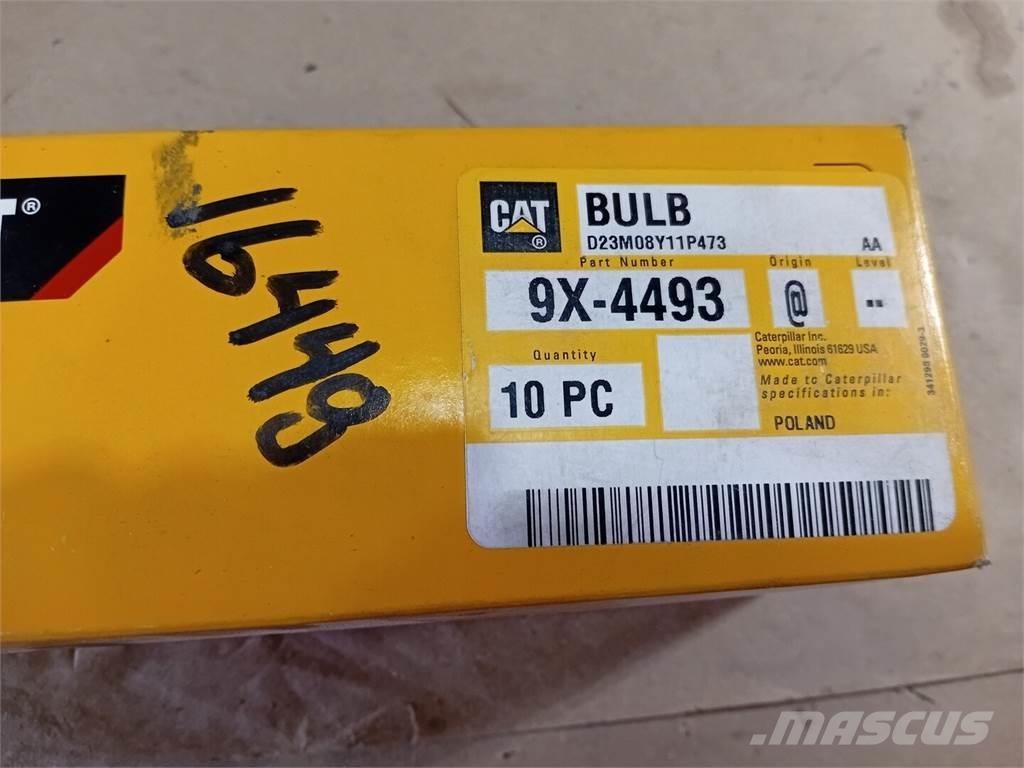 T®
16448
CAT®
BULB
D23M08Y11P473 AA
Part Number Origin Level
9X-4493 @ --
Caterpillar Inc.
Peoria, Illinois 61629 USA
www.cat.com
Quantity
10 PC
Made to Caterpillar
specifications in:
POLAND
MASCUS